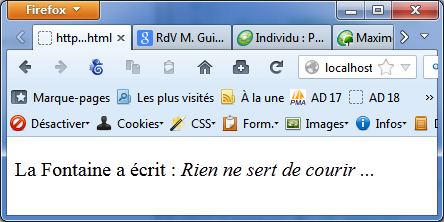 Firefox
http...html RdV M. Gui... Individu : P... Maxim
localhost
Marque-pages Les plus visités À la une AD 17 AD 18 »
Désactiver Cookies CSS Form. Images Infos »
La Fontaine a écrit : Rien ne sert de courir ...